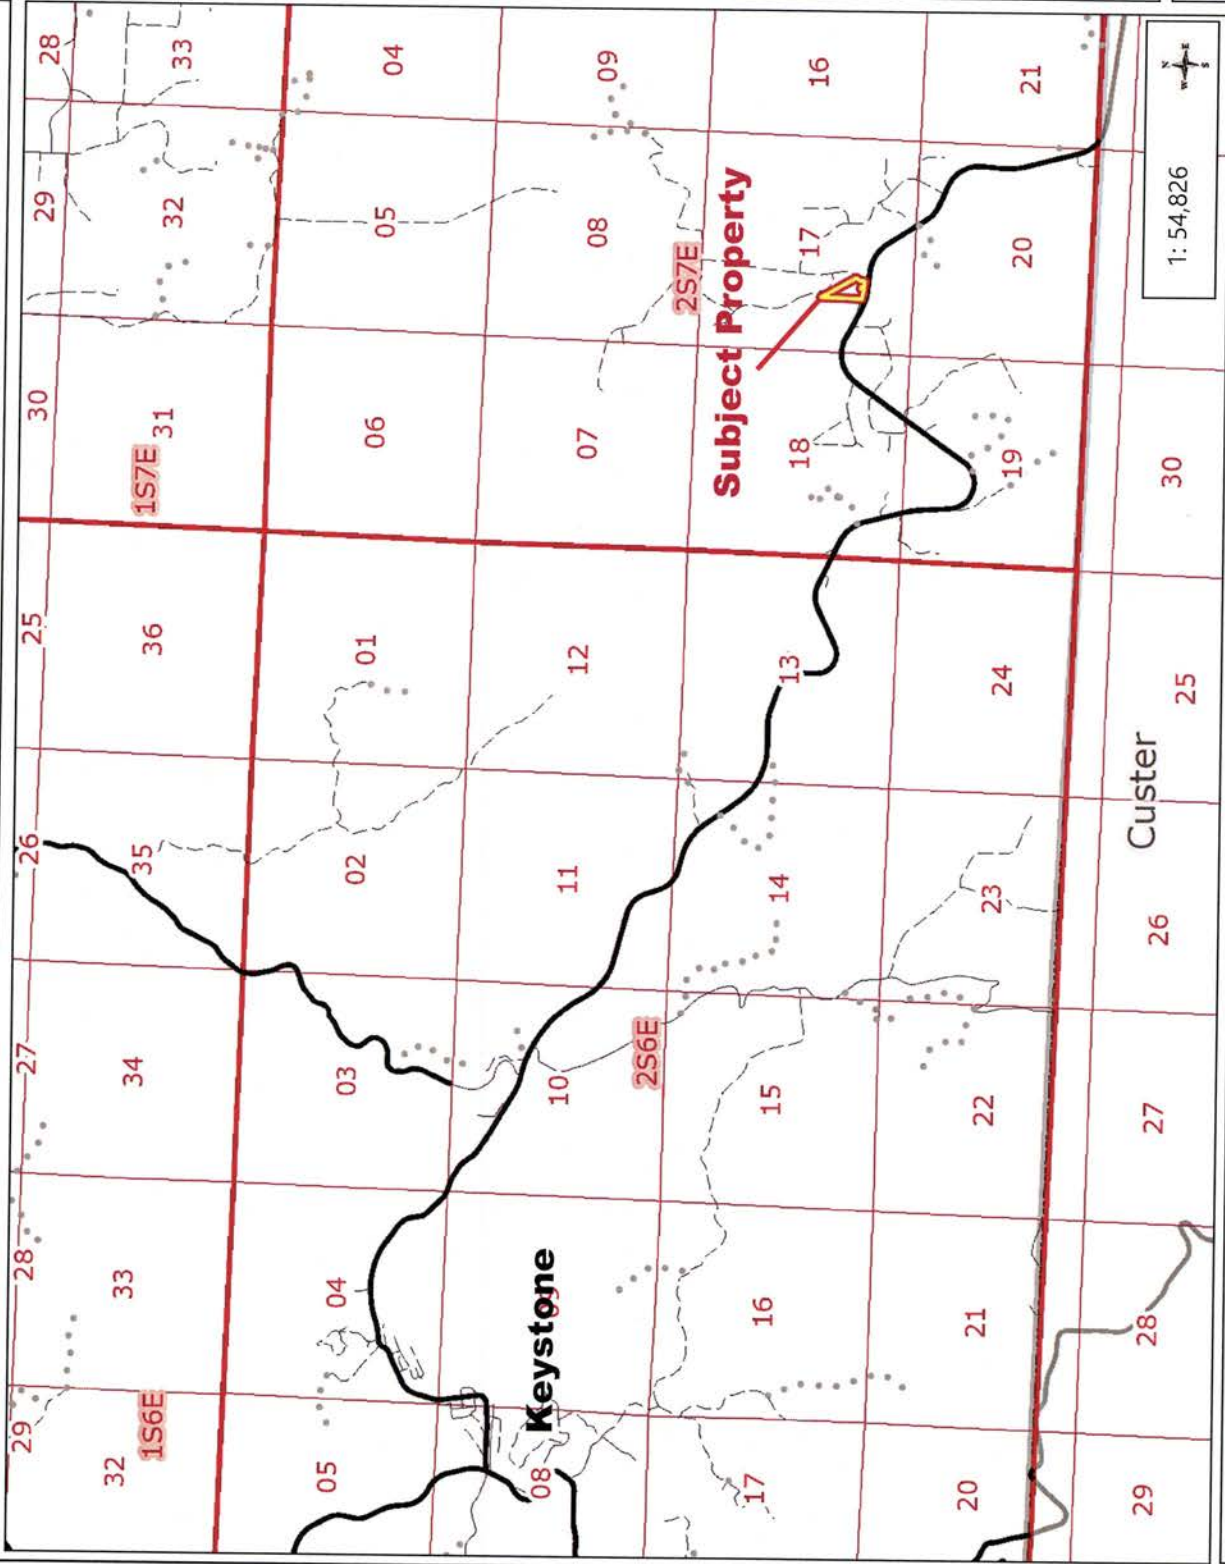 29 28 27 26 25 30 29 28
32 33 34 35 36 31 32 33
1S6E 1S7E
05 04 03 02 01 06 05 04
08 09 10 11 12 07 08 09
Keystone
2S6E 2S7E
Subject Property
17 16 15 14 13 18 17 16
20 21 22 23 24 19 20 21
Custer
29 28 27 26 25 30
1: 54,826
N
W E
S